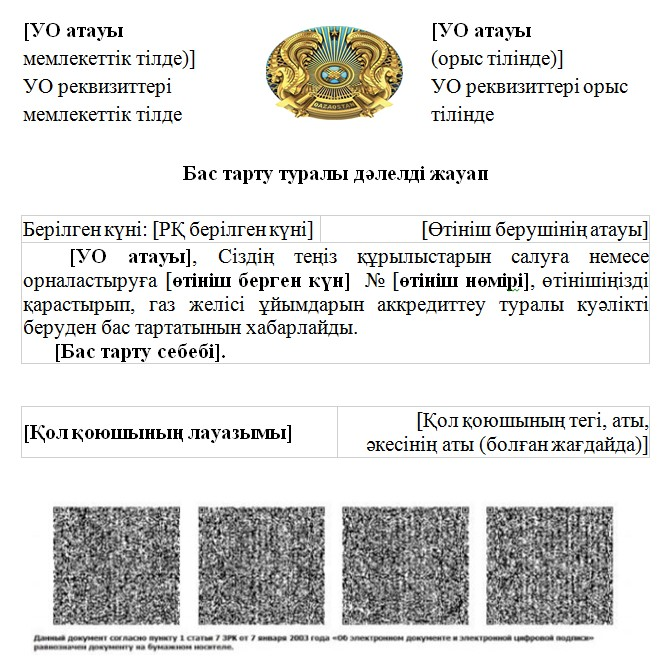 [УО атауы
мемлекеттік тілде)]
УО реквизиттері
мемлекеттік тілде
QAZAQSTAN
[УО атауы
(орыс тілінде)]
УО реквизиттері орыс
тілінде
Бас тарту туралы дәлелді жауап
Берілген күні: [РҚ берілген күні]
[Өтініш берушінің атауы]
[УО атауы], Сіздің теңіз құрылыстарын салуға немесе
орналастыруға [өтініш берген күн] № [өтініш нөмірі], өтінішіңізді
қарастырып, газ желісі ұйымдарын аккредиттеу туралы куәлікті
беруден бас тартатынын хабарлайды.
[Бас тарту себебі].
[Қол қоюшының лауазымы]
[Қол қоюшының тегі, аты,
әкесінің аты (болған жағдайда)]
Данный документ согласно пункту 1 статьи 7 ЗРК от 7 января 2003 года «Об электронном документе и электронной цифровой подписи»
равнозначен документу на бумажном носителе.